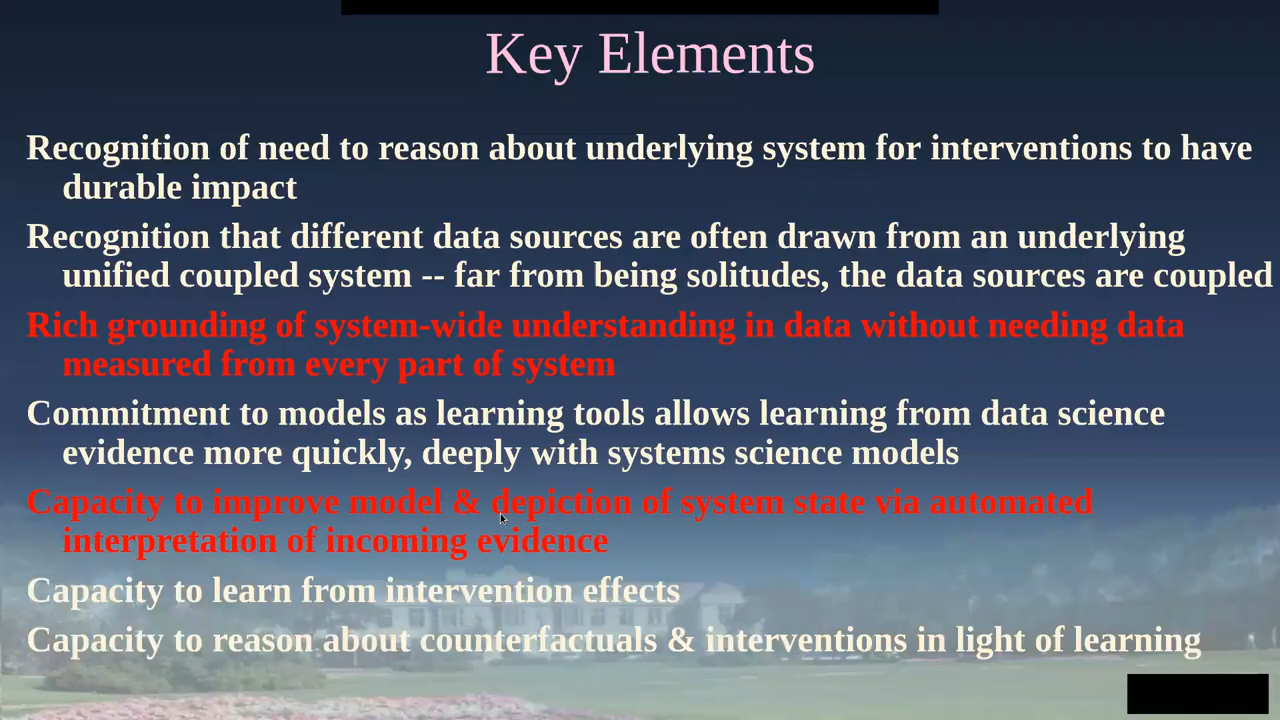 Key Elements
Recognition of need to reason about underlying system for interventions to have
durable impact
Recognition that different data sources are often drawn from an underlying
unified coupled system -- far from being solitudes, the data sources are coupled
Rich grounding of system-wide understanding in data without needing data
measured from every part of system
Commitment to models as learning tools allows learning from data science
evidence more quickly, deeply with systems science models
Capacity to improve model & depiction of system state via automated
interpretation of incoming evidence
Capacity to learn from intervention effects
Capacity to reason about counterfactuals & interventions in light of learning